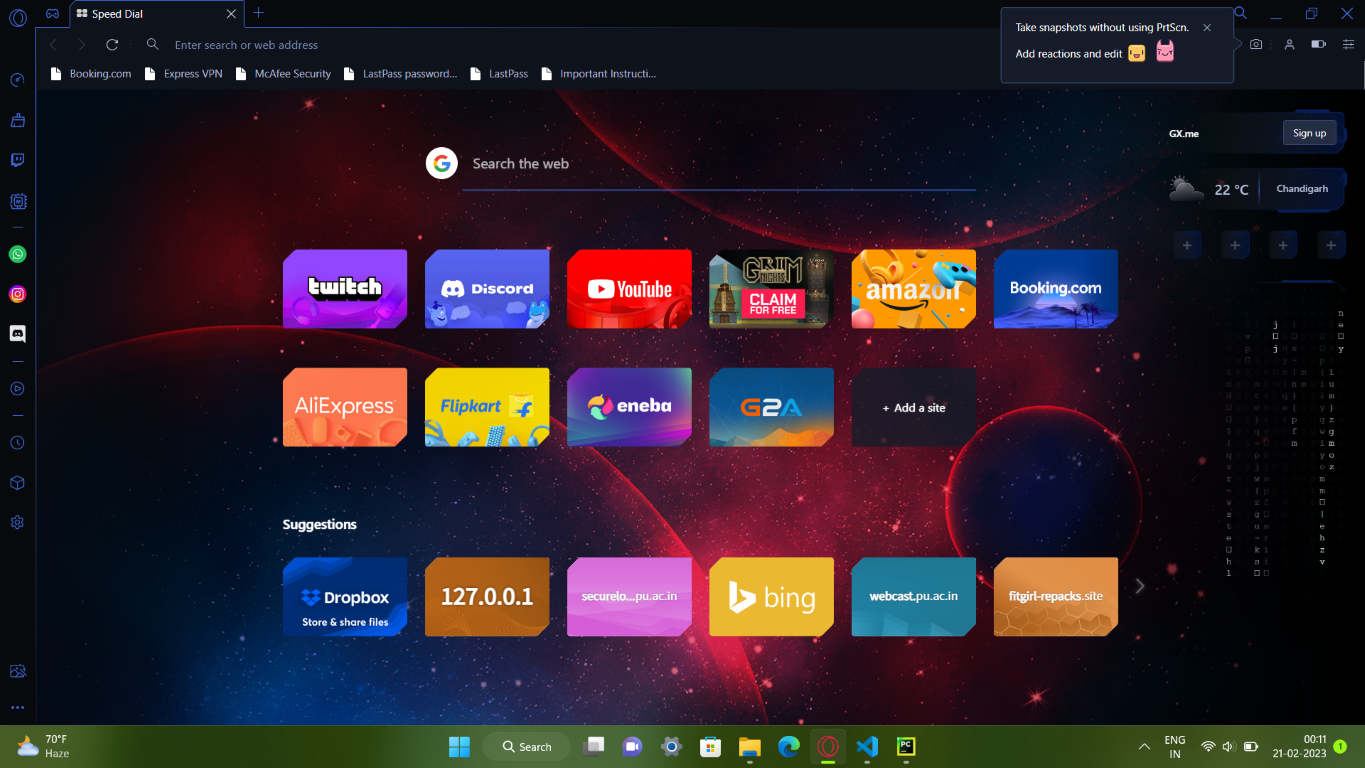 Speed Dial
Take snapshots without using PrtScn.
Add reactions and edit
Enter search or web address
Booking.com
Express VPN
McAfee Security
LastPass password...
LastPass
Important Instructi...
GX.me
Sign up
Search the web
22 °C
Chandigarh
twitch
Discord
YouTube
GRIM NIGHTS
CLAIM
FOR FREE
amazon
Booking.com
AliExpress
Flipkart
eneba
G2A
+ Add a site
Suggestions
Dropbox
Store & share files
127.0.0.1
securelo...pu.ac.in
bing
webcast.pu.ac.in
fitgirl-repacks.site
70°F
Haze
Search
PC
ENG
IN
00:11
21-02-2023
1